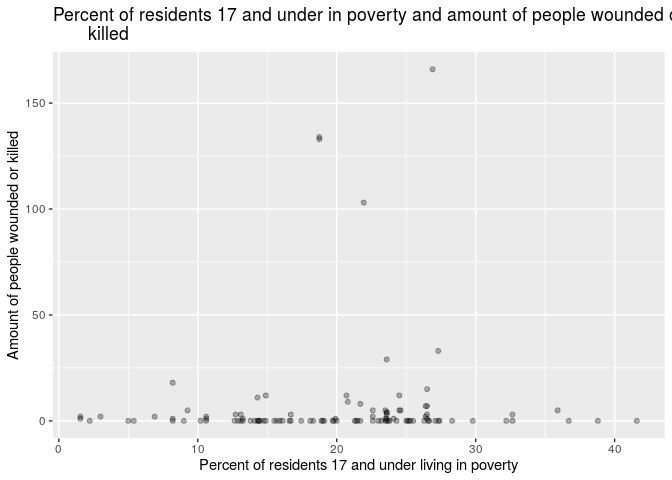 Percent of residents 17 and under in poverty and amount of people wounded
killed
150
100
50
0
0
10
20
30
40
Amount of people wounded or killed
Percent of residents 17 and under living in poverty